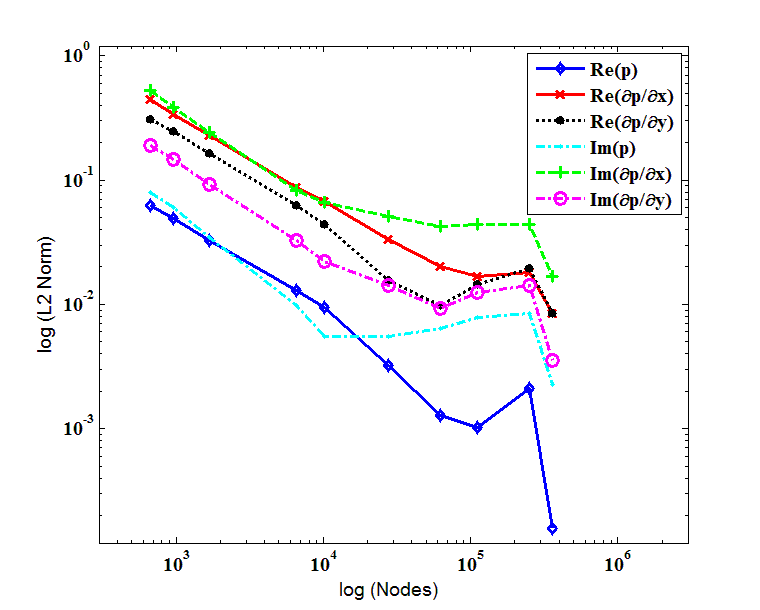 10⁰
10⁻¹
10⁻²
10⁻³
log (L2 Norm)
Re(p)
Re(∂p/∂x)
Re(∂p/∂y)
Im(p)
Im(∂p/∂x)
Im(∂p/∂y)
10³
10⁴
10⁵
10⁶
log (Nodes)